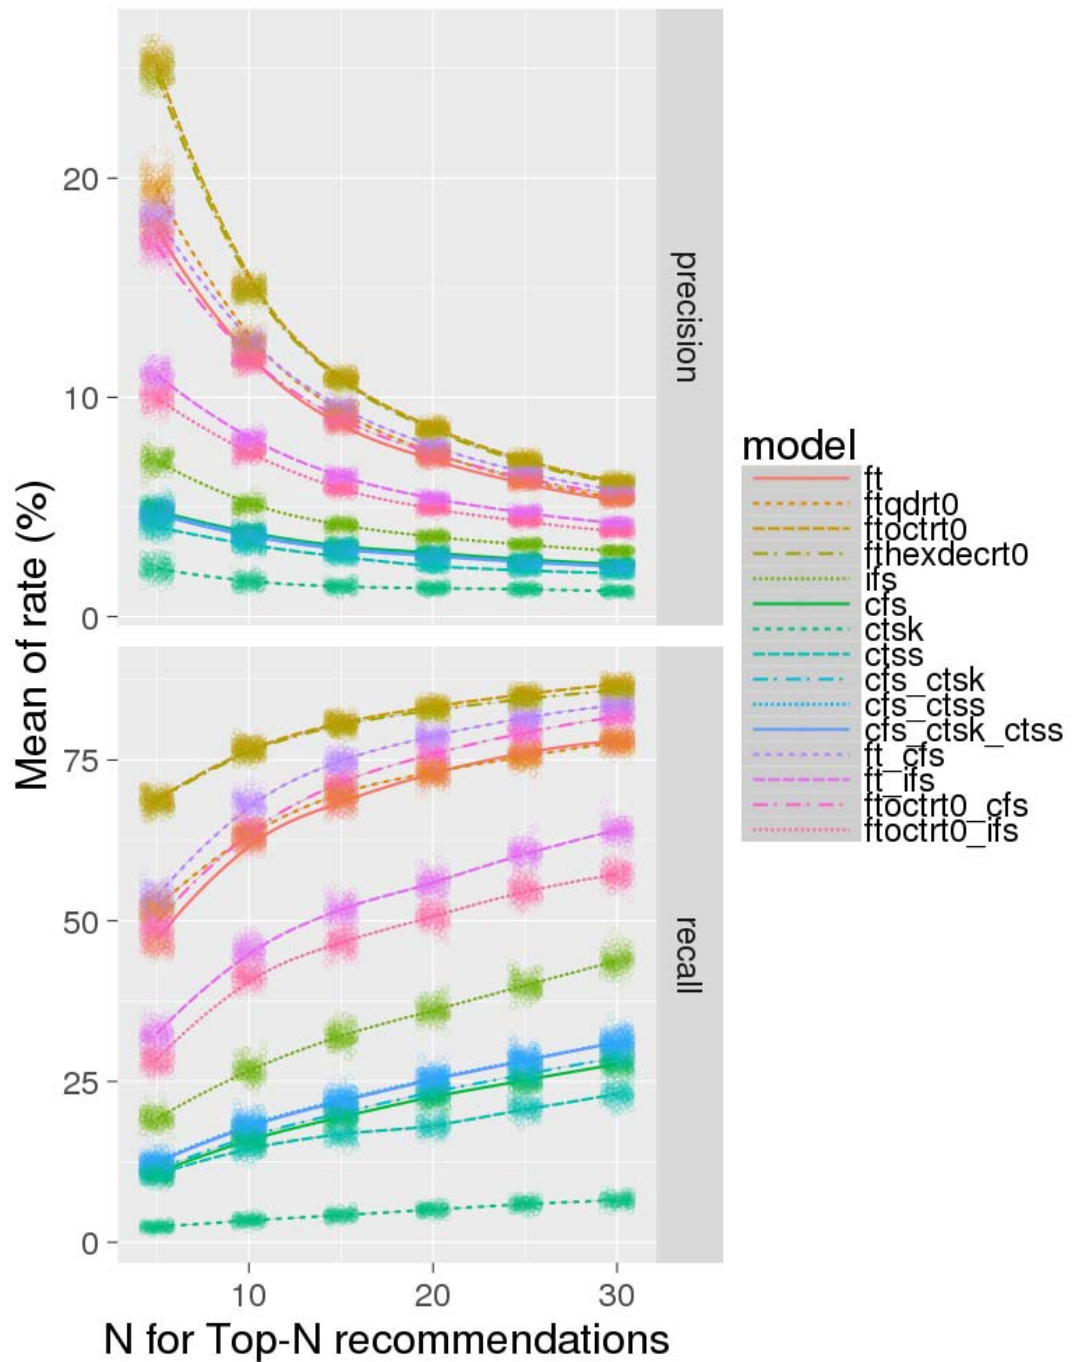 20
10
0
precision
Mean of rate (%)
75
50
25
0
recall
10 20 30
N for Top-N recommendations
model
ft
ftqdrt0
ftoctrt0
fthexdecrt0
ifs
cfs
ctsk
ctss
cfs_ctsk
cfs_ctss
cfs_ctsk_ctss
ft_cfs
ft_ifs
ftoctrt0_cfs
ftoctrt0_ifs